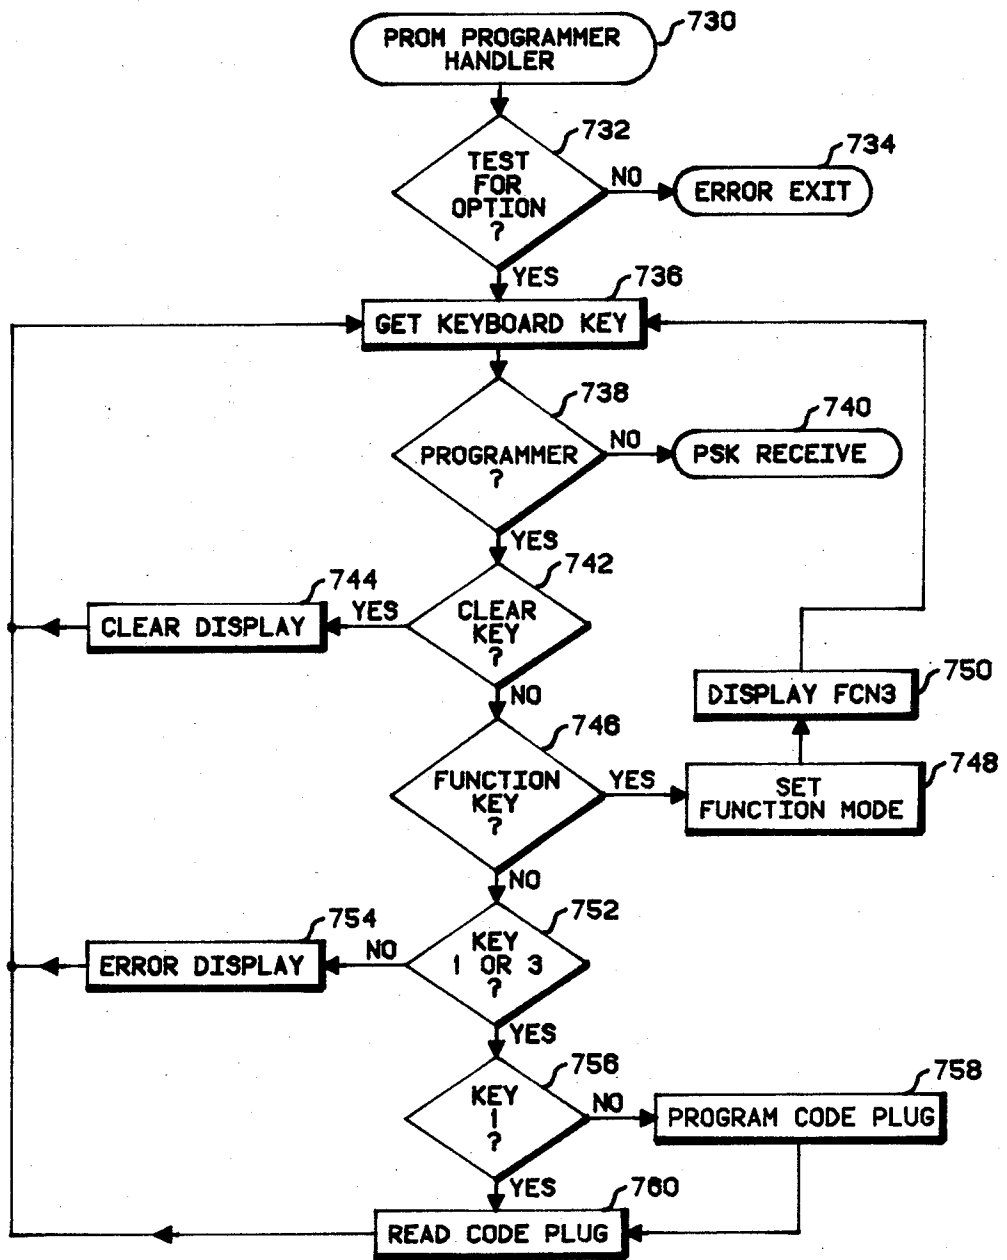 PROM PROGRAMMER
HANDLER
730
732
TEST
FOR
OPTION
?
NO
734
ERROR EXIT
YES
736
GET KEYBOARD KEY
738
PROGRAMMER
?
NO
740
PSK RECEIVE
YES
742
CLEAR
KEY
?
YES
744
CLEAR DISPLAY
NO
746
FUNCTION
KEY
?
YES
748
SET
FUNCTION MODE
750
DISPLAY FCN3
NO
752
KEY
1 OR 3
?
NO
754
ERROR DISPLAY
YES
756
KEY
1
?
NO
758
PROGRAM CODE PLUG
YES
760
READ CODE PLUG